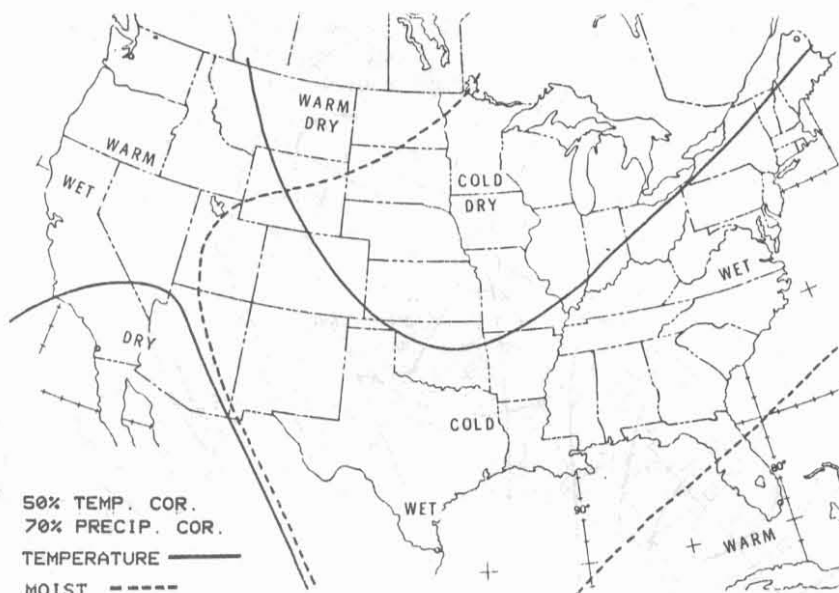 WARM
DRY
WARM
WET
COLD
DRY
WET
DRY
COLD
WET
80°
90°
WARM
50% TEMP. COR.
70% PRECIP. COR.
TEMPERATURE
MOIST